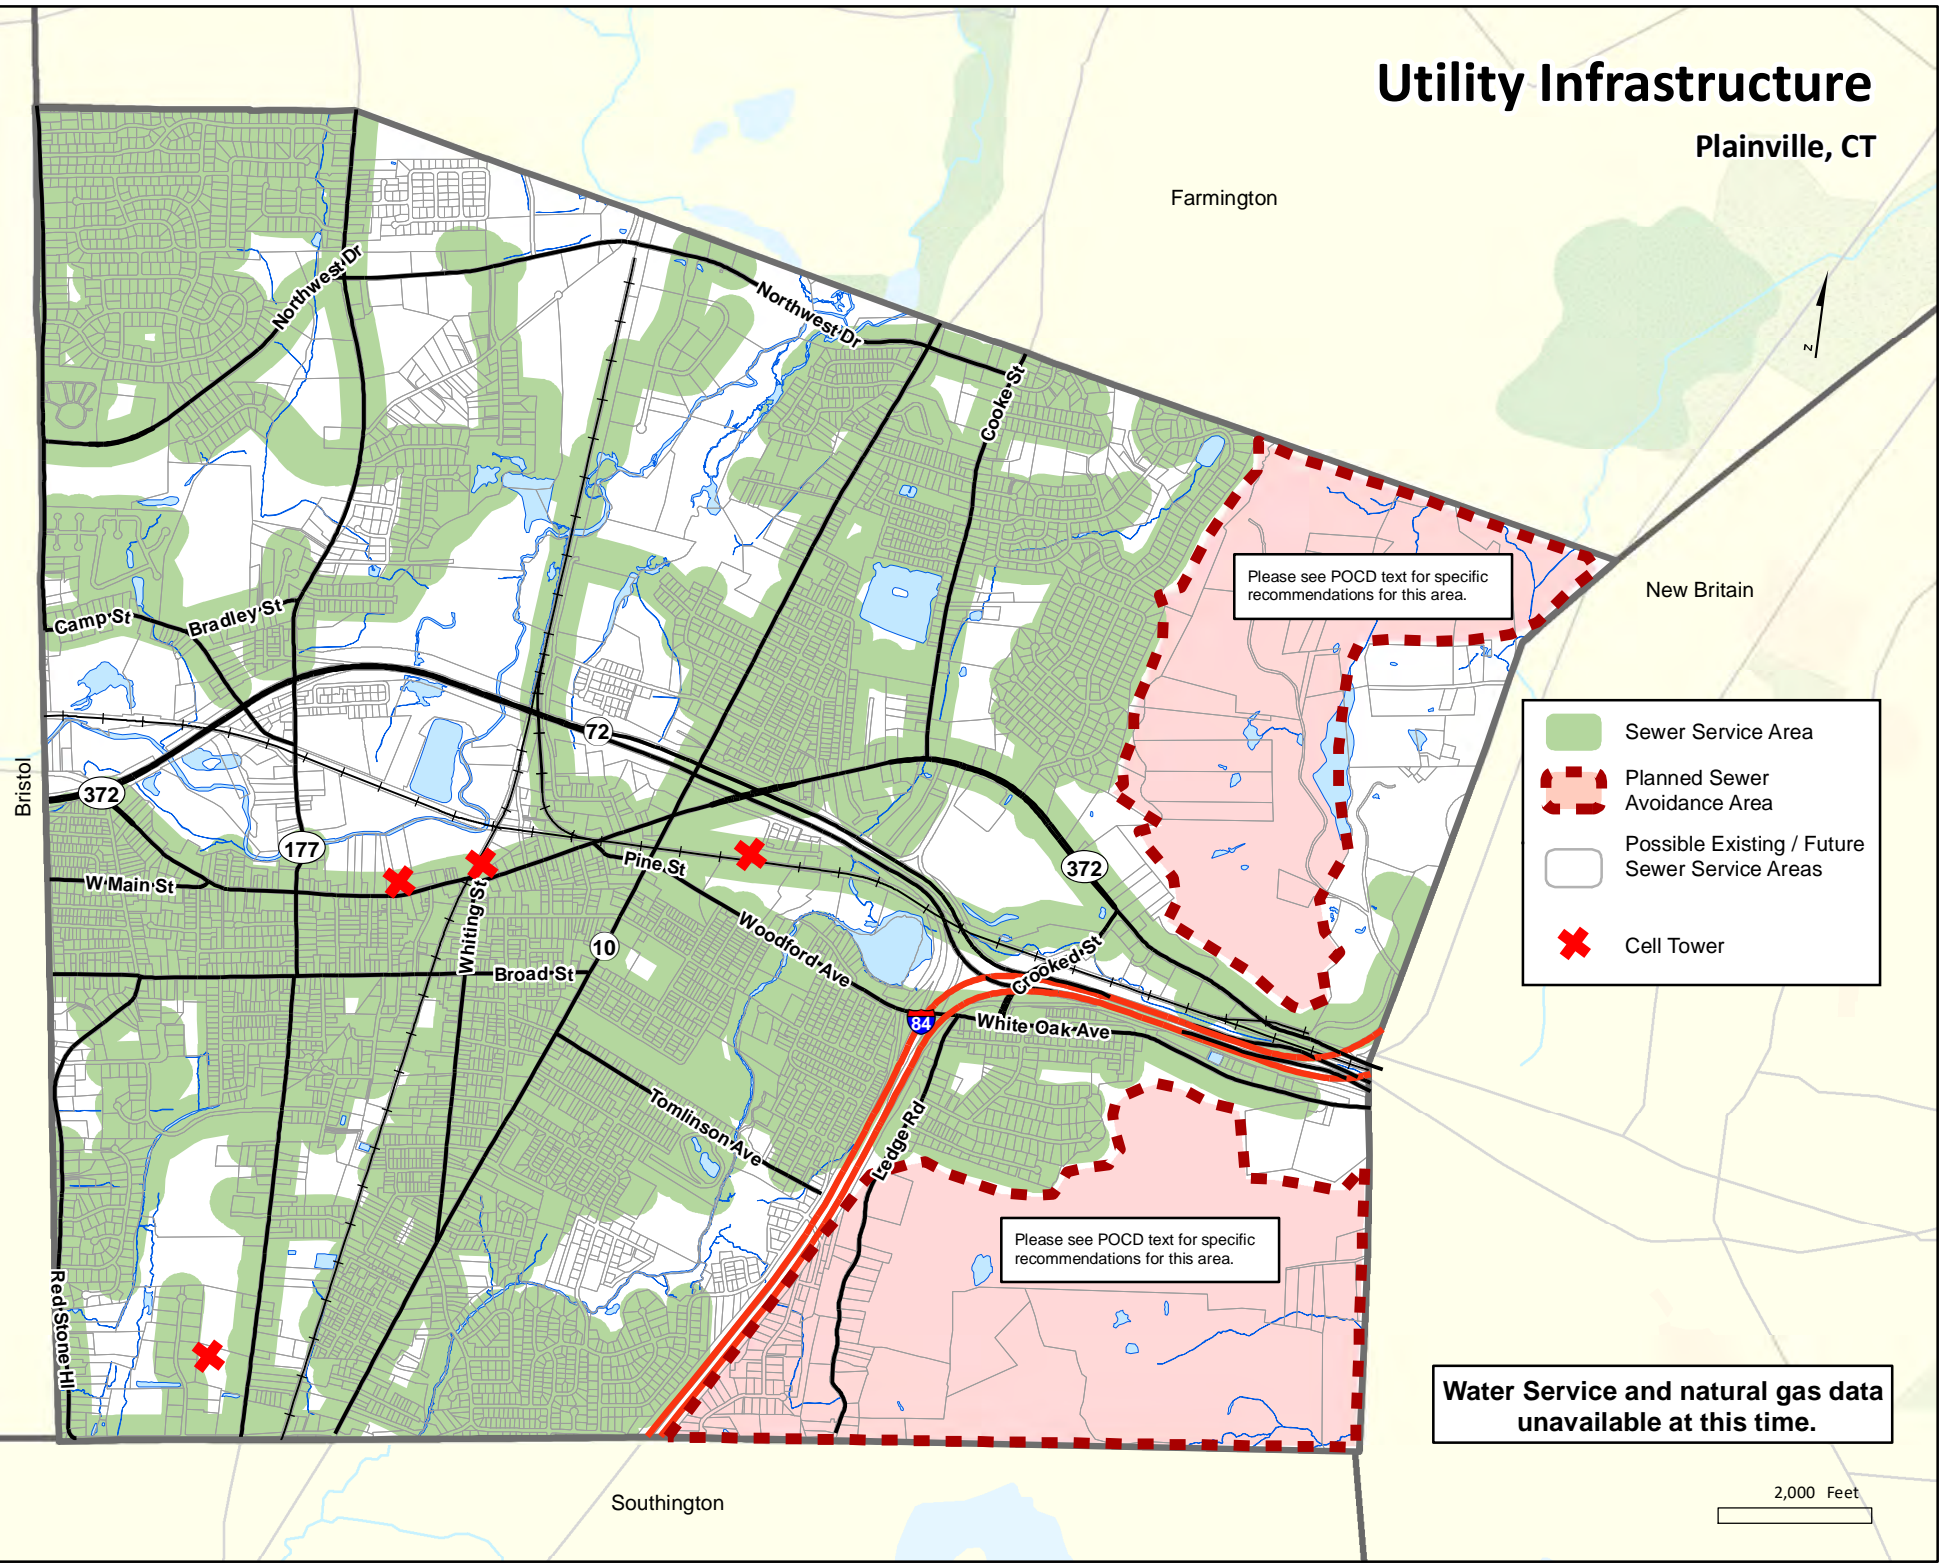 Utility Infrastructure
Plainville, CT
Farmington
Northwest Dr
Northwest Dr
Cooke St
N
Please see POCD text for specific
recommendations for this area.
New Britain
Camp St
Bradley St
72
Bristol
372
Sewer Service Area
Planned Sewer
Avoidance Area
Possible Existing / Future
Sewer Service Areas
Cell Tower
177
Pine St
372
W Main St
Whiting St
Woodford Ave
10
Broad St
Crooked St
84
White Oak Ave
Tomlinson Ave
Ledge Rd
Please see POCD text for specific
recommendations for this area.
Red Stone Hl
Water Service and natural gas data
unavailable at this time.
2,000 Feet
Southington